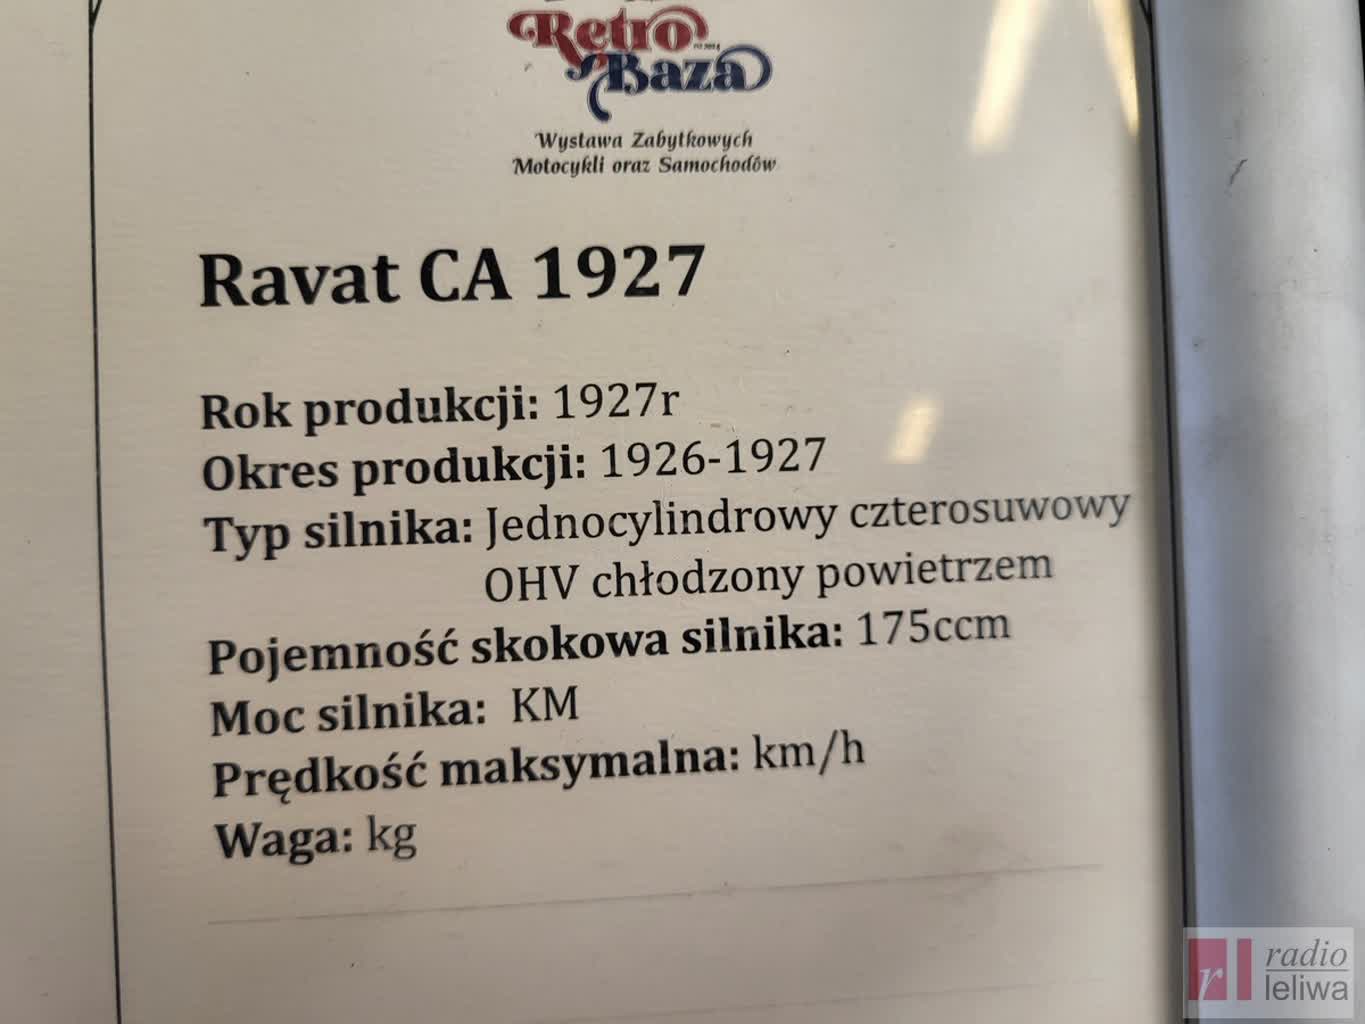 Retro
Baza
Wystawa Zabytkowych
Motocykli oraz Samochodów
Ravat CA 1927
Rok produkcji: 1927r
Okres produkcji: 1926-1927
Typ silnika: Jednocylindrowy czterosuwowy
OHV chłodzony powietrzem
Pojemność skokowa silnika: 175ccm
Moc silnika: KM
Prędkość maksymalna: km/h
Waga: kg
r radio
leliwa